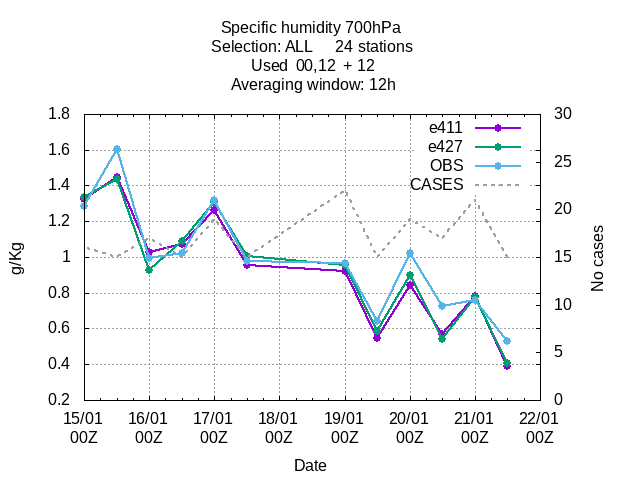 Specific humidity 700hPa
Selection: ALL 24 stations
Used 00,12 + 12
Averaging window: 12h
1.8 30
e411
1.6 e427 25
OBS
1.4 CASES
1.2 20
g/Kg 1 15 No cases
0.8 10
0.6
0.4 5
0.2 0
15/01 16/01 17/01 18/01 19/01 20/01 21/01 22/01
00Z 00Z 00Z 00Z 00Z 00Z 00Z 00Z
Date